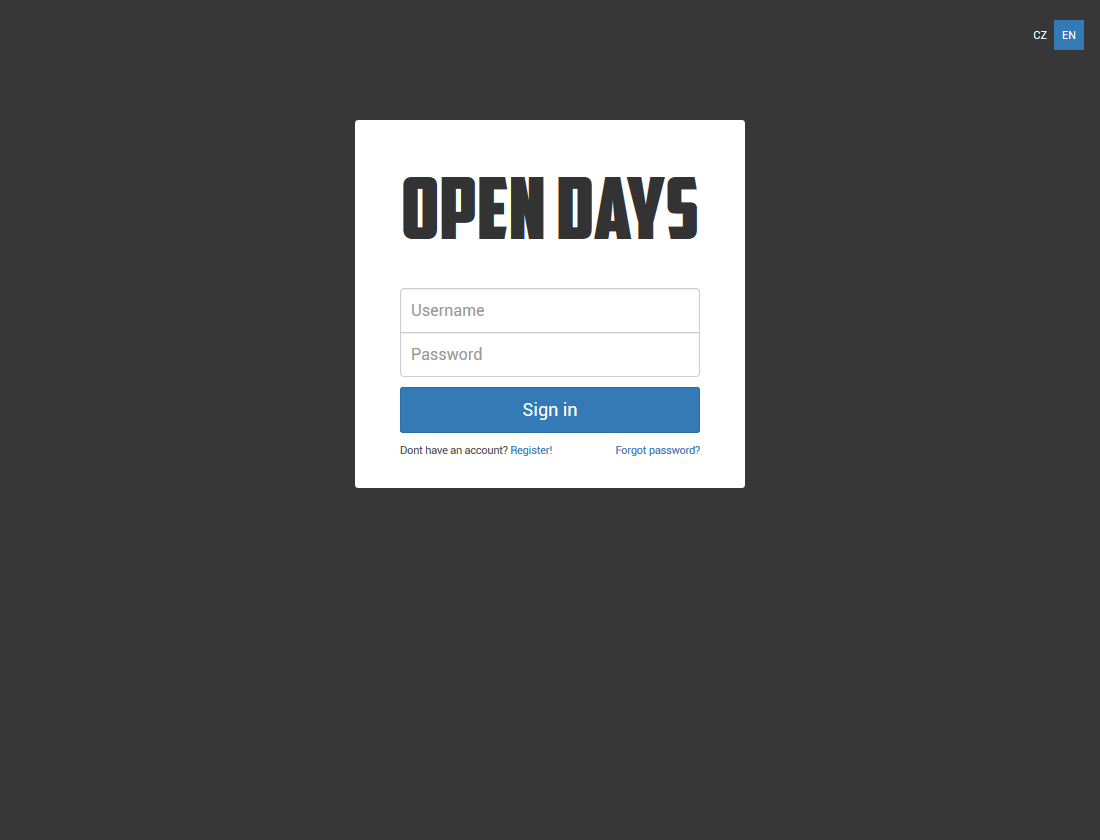 CZ EN
OPEN DAYS
Username
Password
Sign in
Dont have an account? Register! Forgot password?